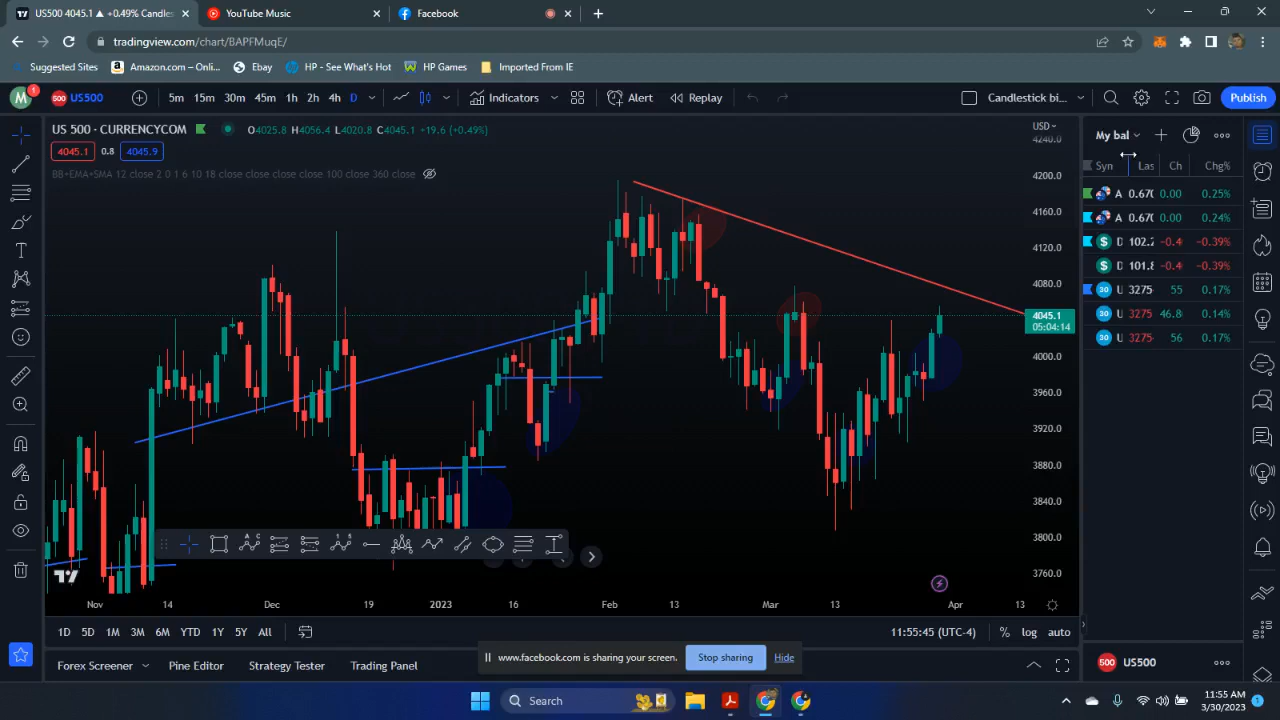 US500 4045.1 ▲ +0.49% Candles
YouTube Music
Facebook
tradingview.com/chart/BAPFMuqE/
Suggested Sites
Amazon.com – Onli...
Ebay
HP - See What's Hot
HP Games
Imported From IE
M
1
500
US500
5m 15m 30m 45m 1h 2h 4h D
Indicators
Alert
Replay
Candlestick bi...
Publish
US 500 · CURRENCYCOM
O4025.8 H4056.4 L4020.8 C4045.1 +19.6 (+0.49%)
4045.1 0.8 4045.9
BB+EMA+SMA 12 close 2 0 1 6 10 18 close close close close 100 close 360 close
USD
4240.0
4200.0
4160.0
4120.0
4080.0
4045.1
05:04:14
4000.0
3960.0
3920.0
3880.0
3840.0
3800.0
3760.0
My bal
Syn Las Ch Chg%
A 0.670 0.00 0.25%
A 0.670 0.00 0.24%
D 102.2 -0.4 -0.39%
D 101.8 -0.4 -0.39%
30 U 3275 55 0.17%
30 U 3275 46.8 0.14%
30 U 3275 56 0.17%
Nov 14 Dec 19 2023 16 Feb 13 Mar 13 Apr 13
1D 5D 1M 3M 6M YTD 1Y 5Y All
11:55:45 (UTC-4)
% log auto
www.facebook.com is sharing your screen.
Stop sharing
Hide
Forex Screener
Pine Editor
Strategy Tester
Trading Panel
500
US500
Search
11:55 AM
3/30/2023
1